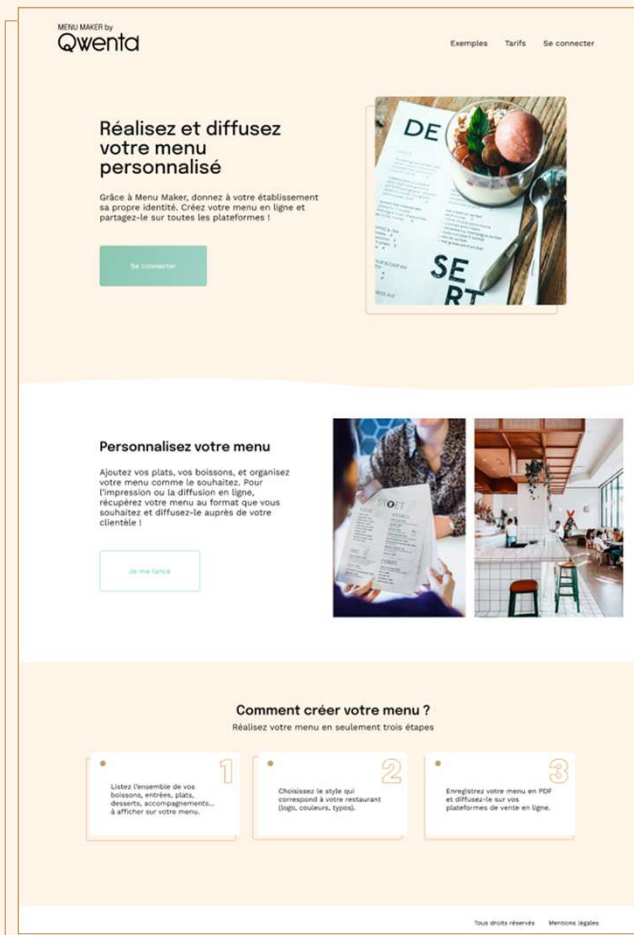 MENU MAKER by
Qwenta
Exemples Tarifs Se connecter
Réalisez et diffusez
votre menu
personnalisé
Grâce à Menu Maker, donnez à votre établissement
sa propre identité. Créez votre menu en ligne et
partagez-le sur toutes les plateformes !
Se connecter
DE
SE
RT
Personnalisez votre menu
Ajoutez vos plats, vos boissons, et organisez
votre menu comme le souhaitez. Pour
l'impression ou la diffusion en ligne,
récupérez votre menu au format que vous
souhaitez et diffusez-le auprès de votre
clientèle !
Je me lance
Comment créer votre menu ?
Réalisez votre menu en seulement trois étapes
1
Listez l'ensemble de vos
boissons, entrées, plats,
desserts, accompagnements...
à afficher sur votre menu.
2
Choisissez le style qui
correspond à votre restaurant
(logo, couleurs, typos).
3
Enregistrez votre menu en PDF
et diffusez-le sur vos
plateformes de vente en ligne.
Tous droits réservés Mentions légales